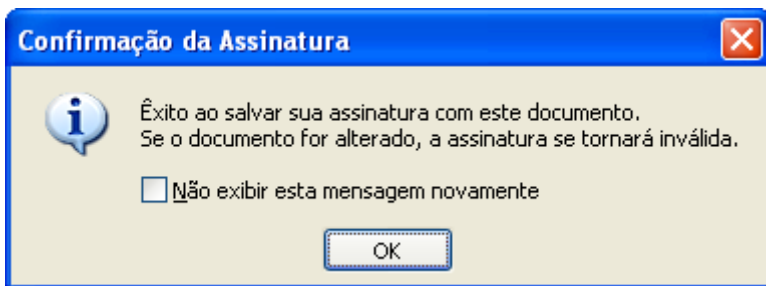 Confirmação da Assinatura
Êxito ao salvar sua assinatura com este documento.
Se o documento for alterado, a assinatura se tornará inválida.
Não exibir esta mensagem novamente
OK